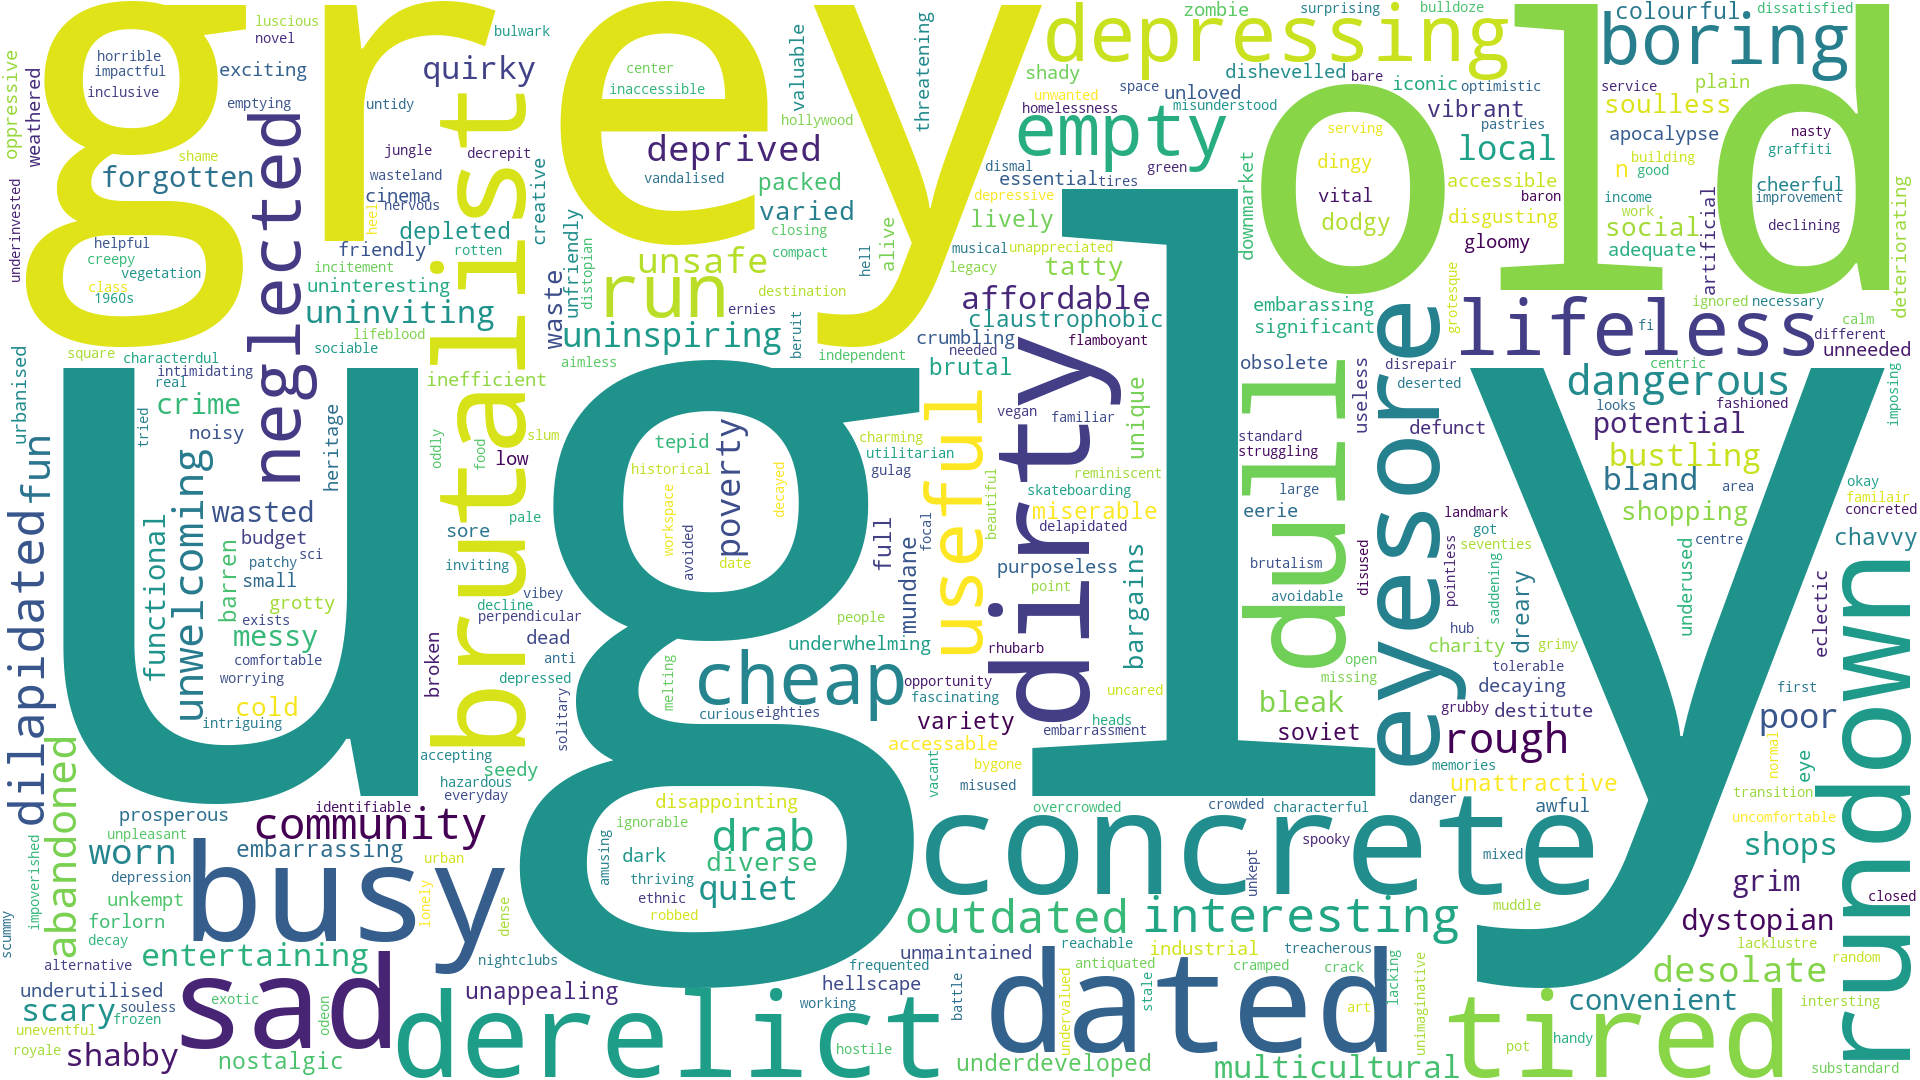 grey
ugly
old
depressing
boring
brutalist
neglected
empty
lifeless
dirty
dull
eyesore
useful
cheap
concrete
busy
sad
derelict
dated
tired
rundown
dilapidated
fun
run
unsafe
uninspiring
uninviting
quirky
deprived
packed
varied
forgotten
exciting
luscious
novel
bulwark
horrible
impactful
inclusive
emptying
untidy
oppressive
weathered
underinvested
shame
jungle
decrepit
wasteland
cinema
nervous
heel
friendly
depleted
rotten
helpful
creepy
vegetation
class
1960s
incitement
uninteresting
lifeblood
sociable
square
characterdul
intimidating
real
crime
noisy
tried
heritage
urbanised
center
inaccessible
vandalised
valuable
hollywood
threatening
creative
closing
compact
alive
unfriendly
distopian
waste
destination
ernies
beruit
independent
aimless
hell
musical
unappreciated
legacy
zombie
surprising
bulldoze
colourful
dissatisfied
shady
unwanted
homelessness
space
dishevelled
bare
unloved
misunderstood
iconic
optimistic
vibrant
pastries
service
plain
soulless
apocalypse
n
building
good
nasty
graffiti
cheerful
improvement
declining
income
work
social
adequate
artificial
deteriorating
local
accessible
baron
disgusting
gloomy
serving
dingy
vital
dodgy
dismal
essential
tires
green
depressive
lively
tatty
downmarket
affordable
claustrophobic
crumbling
needed
flamboyant
brutal
embarassing
significant
obsolete
grotesque
ignored
necessary
fi
calm
different
unneeded
centric
disrepair
deserted
dangerous
looks
fashioned
imposing
potential
bustling
bland
area
okay
familair
concreted
shopping
centre
chavvy
underused
eclectic
defunct
useless
landmark
got
seventies
saddening
pointless
disused
hub
dreary
grimy
charity
tolerable
decaying
grubby
destitute
rough
memories
unattractive
danger
awful
poor
first
eye
normal
transition
uncomfortable
shops
grim
closed
dystopian
lacklustre
random
desolate
convenient
intersting
handy
pot
substandard
inefficient
oddly
food
slum
low
sore
pale
inviting
vibey
decline
perpendicular
dead
anti
depressed
solitary
broken
accepting
seedy
hazardous
everyday
functional
unwelcoming
wasted
budget
sci
patchy
barren
small
grotty
exists
messy
comfortable
worrying
cold
intriguing
tepid
historical
poverty
decayed
workspace
avoided
date
charming
utilitarian
gulag
full
focal
beautiful
mundane
people
underwhelming
melting
curious
eighties
opportunity
fascinating
variety
accessable
bygone
vacant
misused
vegan
familiar
unique
reminiscent
skateboarding
miserable
delapidated
purposeless
point
bargains
rhubarb
uncared
heads
embarrassment
standard
struggling
large
eerie
brutalism
avoidable
open
missing
bleak
soviet
overcrowded
crowded
characterful
spooky
mixed
unkept
muddle
outdated
interesting
unmaintained
reachable
industrial
treacherous
antiquated
cramped
crack
lacking
unimaginative
art
stale
undervalued
battle
underdeveloped
multicultural
abandoned
prosperous
identifiable
community
unpleasant
worn
embarrassing
urban
lonely
depression
impoverished
unkempt
forlorn
decay
scummy
entertaining
alternative
nightclubs
dense
underutilised
scary
souless
frozen
exotic
odeon
uneventful
royale
shabby
nostalgic
unappealing
disappointing
ignorable
drab
dark
diverse
amusing
thriving
quiet
ethnic
robbed
frequented
hellscape
working
hostile